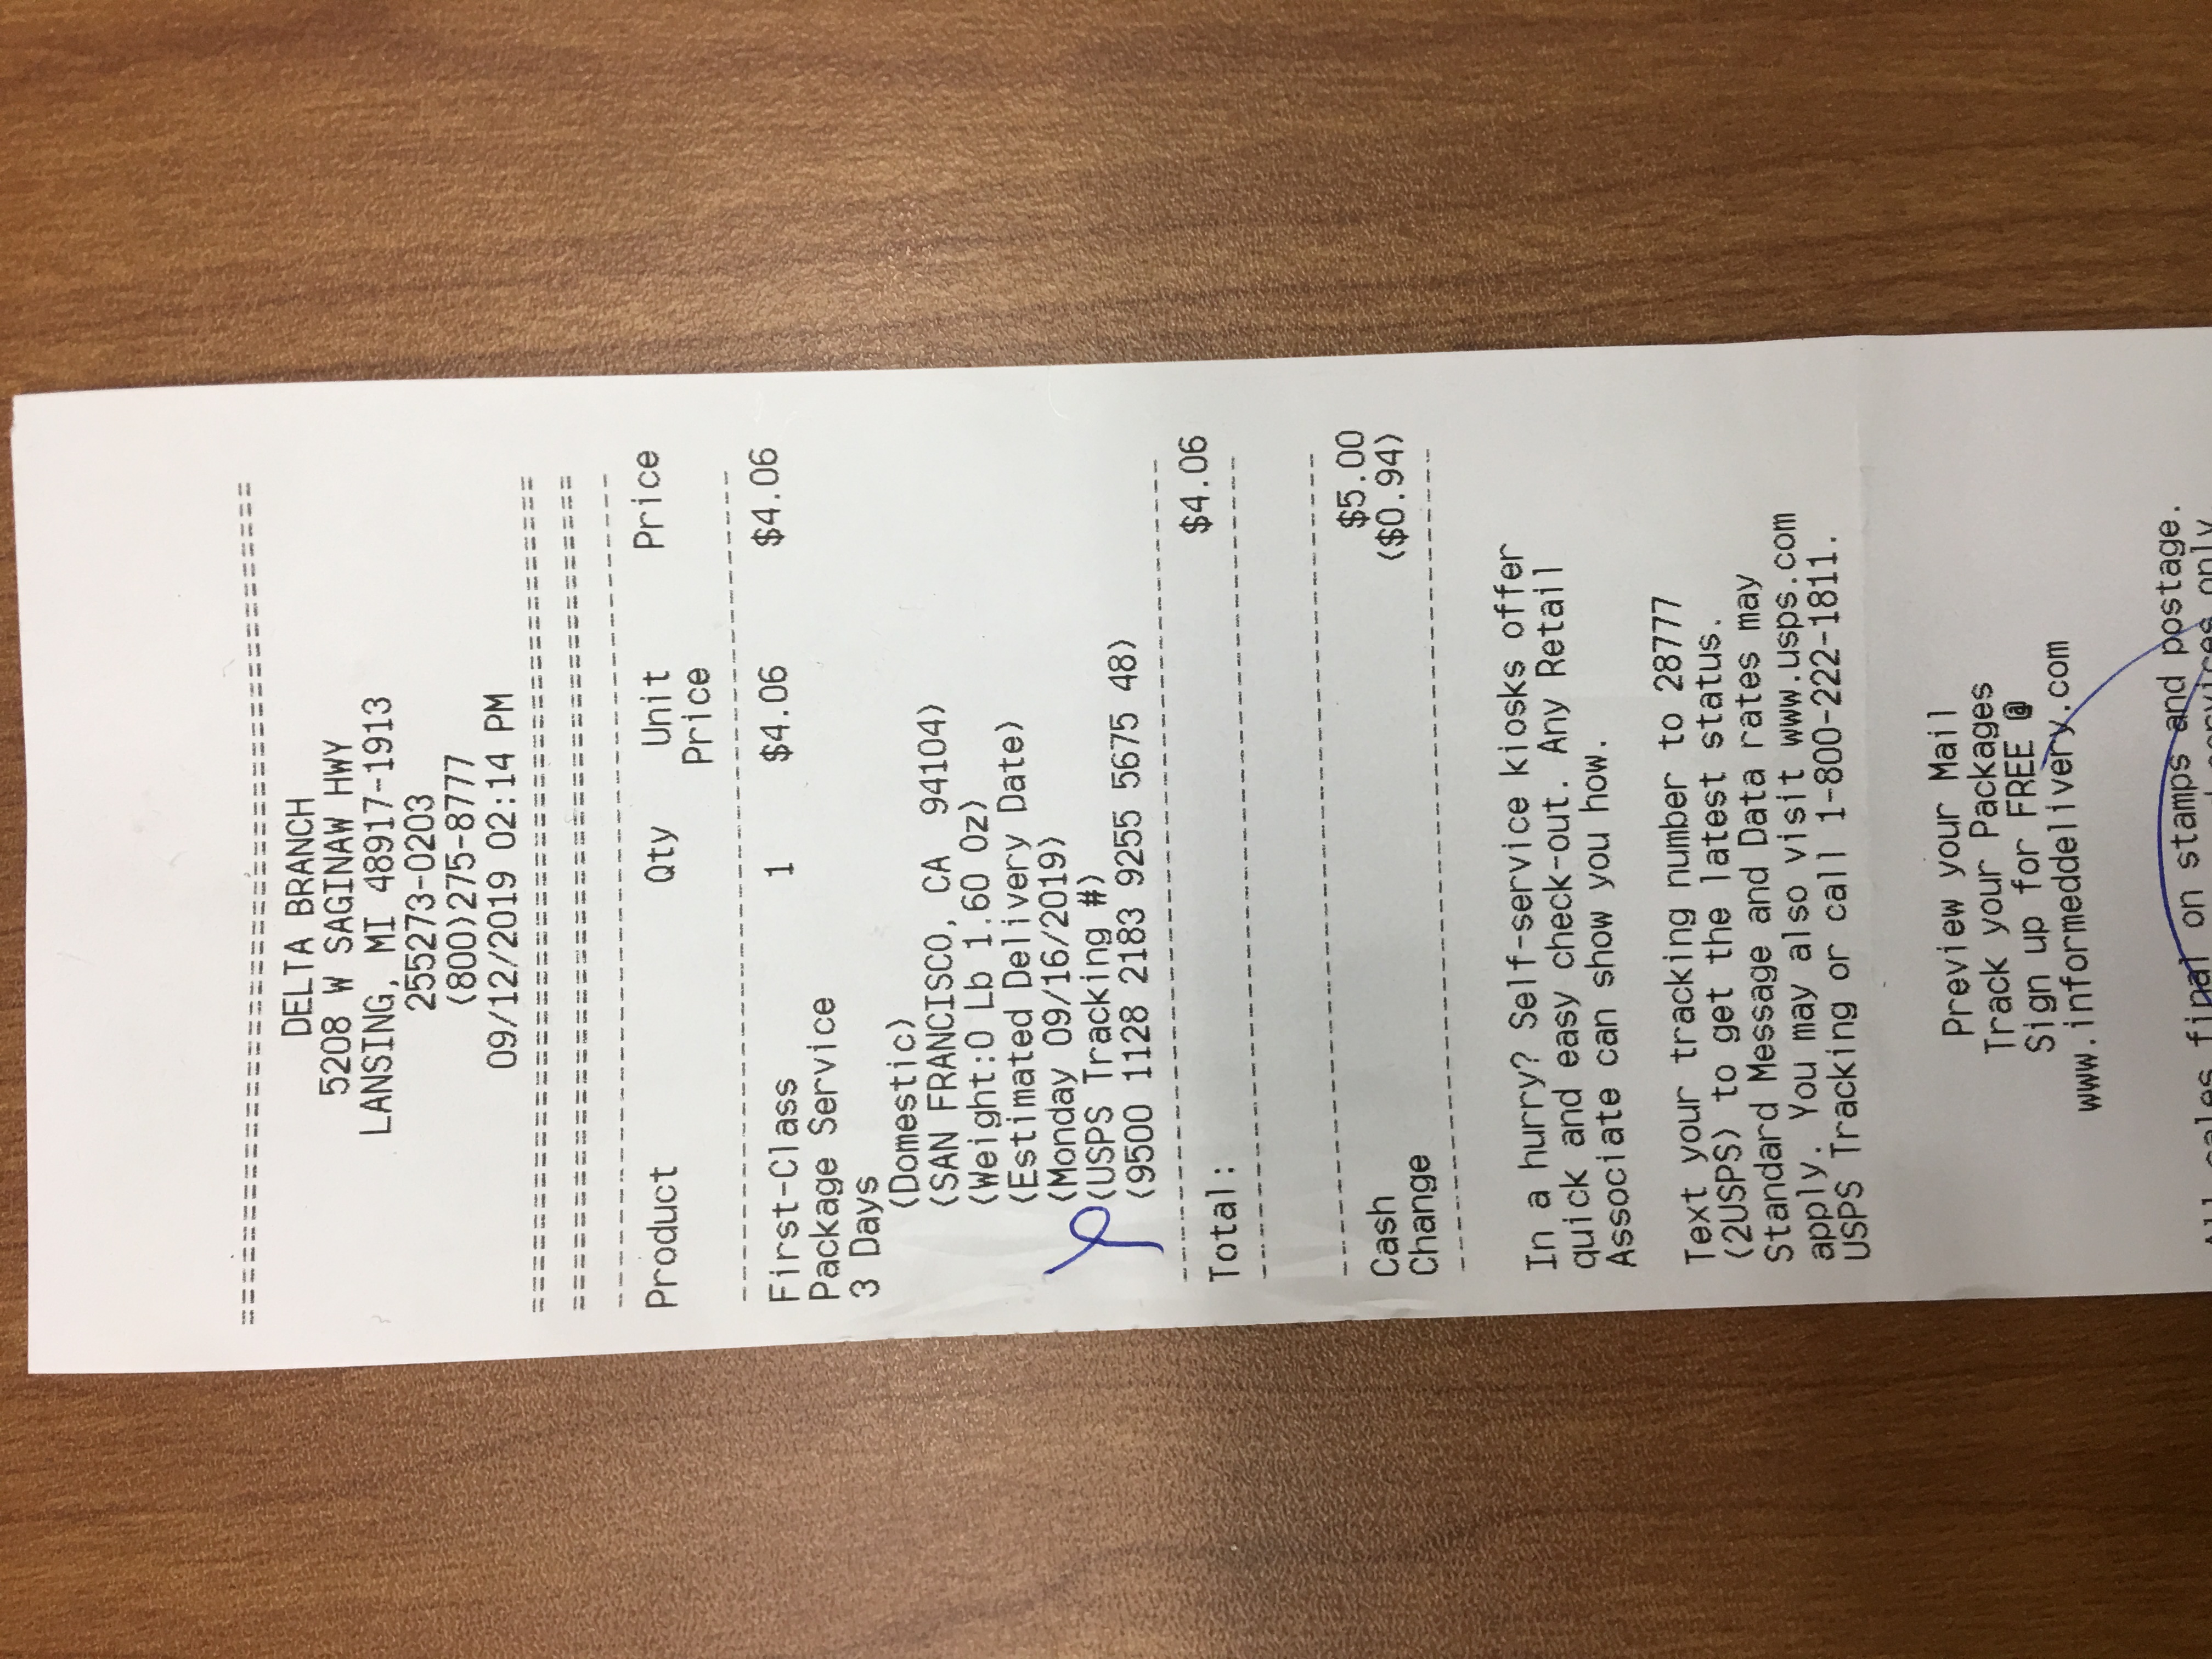 ========================================
DELTA BRANCH
5208 W SAGINAW HWY
LANSING, MI 48917-1913
255273-0203
(800)275-8777
09/12/2019 02:14 PM
========================================
========================================
----------------------------------------
Product Qty Unit Price
Price
----------------------------------------
First-Class 1 $4.06 $4.06
Package Service
3 Days
(Domestic)
(SAN FRANCISCO, CA 94104)
(Weight:0 Lb 1.60 Oz)
(Estimated Delivery Date)
(Monday 09/16/2019)
(USPS Tracking #)
(9500 1128 2183 9255 5675 48)
----------------------------------------
Total: $4.06
----------------------------------------
----------------------------------------
Cash $5.00
Change ($0.94)
----------------------------------------
In a hurry? Self-service kiosks offer
quick and easy check-out. Any Retail
Associate can show you how.
Text your tracking number to 28777
(2USPS) to get the latest status.
Standard Message and Data rates may
apply. You may also visit www.usps.com
USPS Tracking or call 1-800-222-1811.
Preview your Mail
Track your Packages
Sign up for FREE @
www.informeddelivery.com
All sales final on stamps and postage.
services only